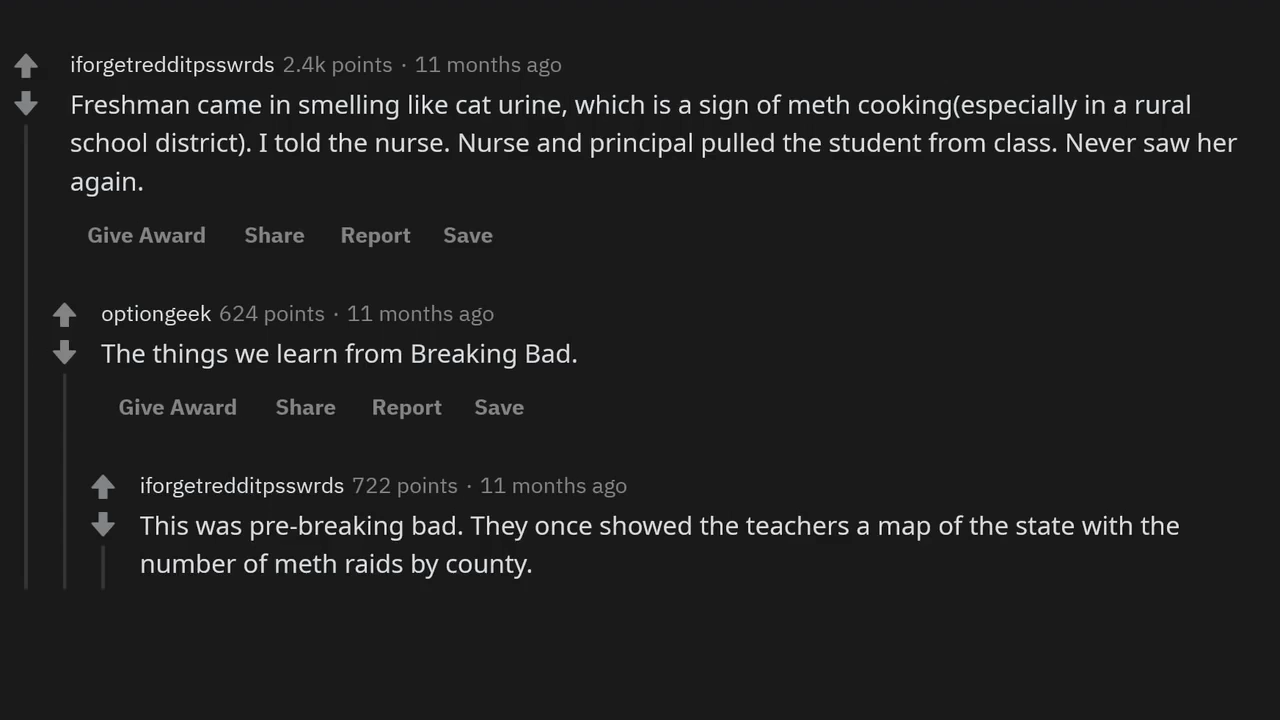 iforgetredditpsswrds 2.4k points · 11 months ago
Freshman came in smelling like cat urine, which is a sign of meth cooking(especially in a rural
school district). I told the nurse. Nurse and principal pulled the student from class. Never saw her
again.
Give Award Share Report Save
optiongeek 624 points · 11 months ago
The things we learn from Breaking Bad.
Give Award Share Report Save
iforgetredditpsswrds 722 points · 11 months ago
This was pre-breaking bad. They once showed the teachers a map of the state with the
number of meth raids by county.